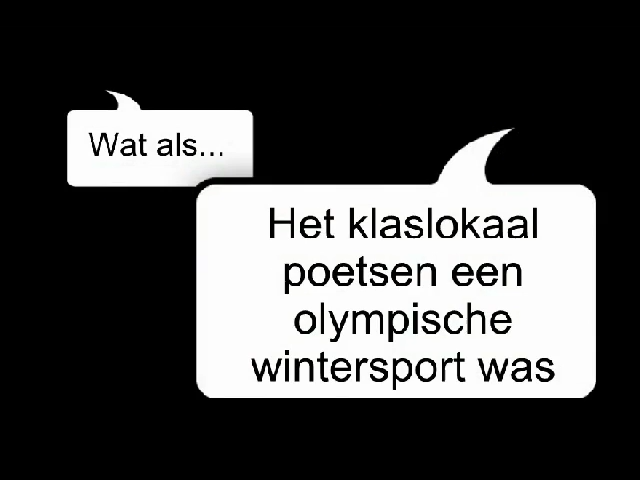 Wat als...
Het klaslokaal
poetsen een
olympische
wintersport was